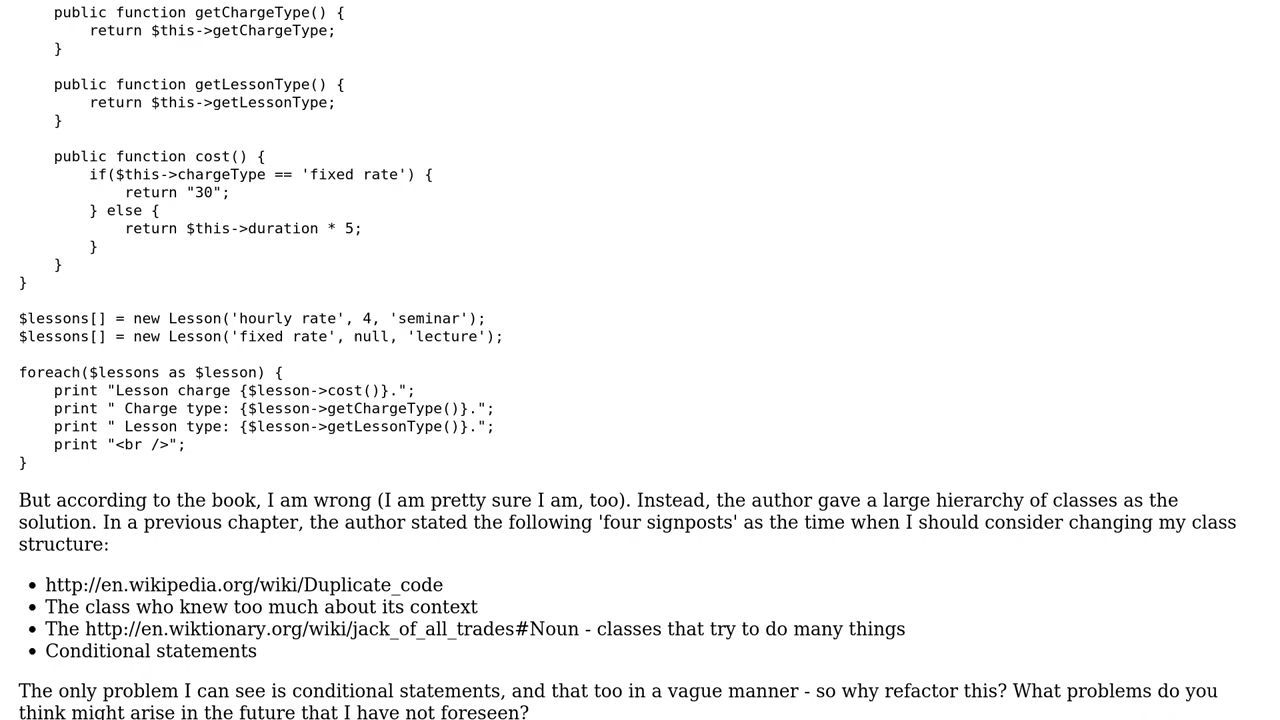 public function getChargeType() {
        return $this->getChargeType;
    }

    public function getLessonType() {
        return $this->getLessonType;
    }

    public function cost() {
        if($this->chargeType == 'fixed rate') {
            return "30";
        } else {
            return $this->duration * 5;
        }
    }
}

$lessons[] = new Lesson('hourly rate', 4, 'seminar');
$lessons[] = new Lesson('fixed rate', null, 'lecture');

foreach($lessons as $lesson) {
    print "Lesson charge {$lesson->cost()}.";
    print " Charge type: {$lesson->getChargeType()}.";
    print " Lesson type: {$lesson->getLessonType()}.";
    print "<br />";
}

But according to the book, I am wrong (I am pretty sure I am, too). Instead, the author gave a large hierarchy of classes as the
solution. In a previous chapter, the author stated the following 'four signposts' as the time when I should consider changing my class
structure:

• http://en.wikipedia.org/wiki/Duplicate_code
• The class who knew too much about its context
• The http://en.wiktionary.org/wiki/jack_of_all_trades#Noun - classes that try to do many things
• Conditional statements

The only problem I can see is conditional statements, and that too in a vague manner - so why refactor this? What problems do you
think might arise in the future that I have not foreseen?